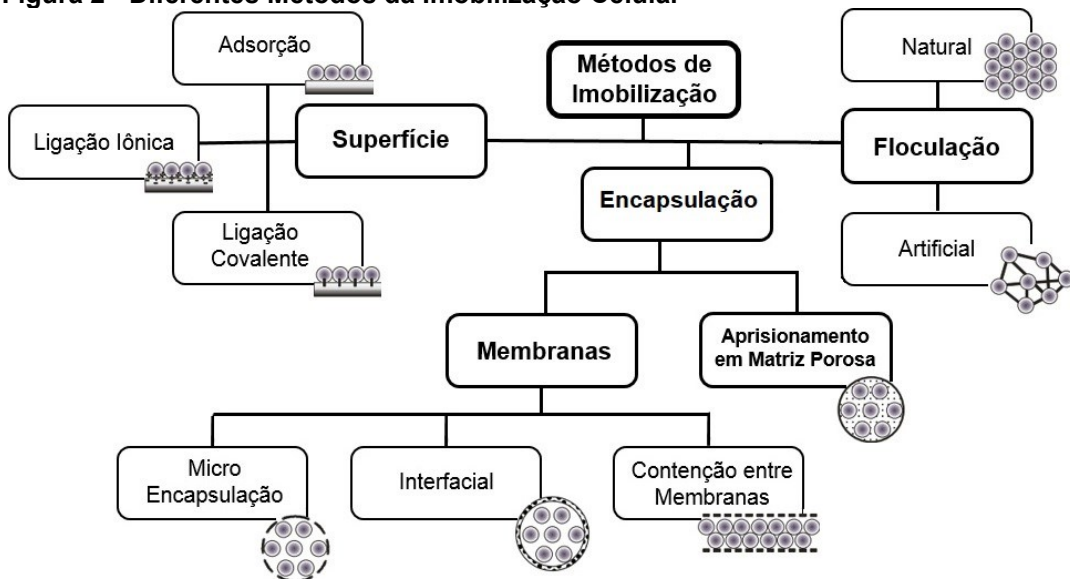 Figura 2 - Diferentes Métodos da Imobilização Celular
Adsorção
Métodos de
Imobilização
Natural
Ligação Iônica
Superfície
Floculação
Encapsulação
Ligação
Covalente
Artificial
Membranas
Aprisionamento
em Matriz Porosa
Micro
Encapsulação
Interfacial
Contenção entre
Membranas